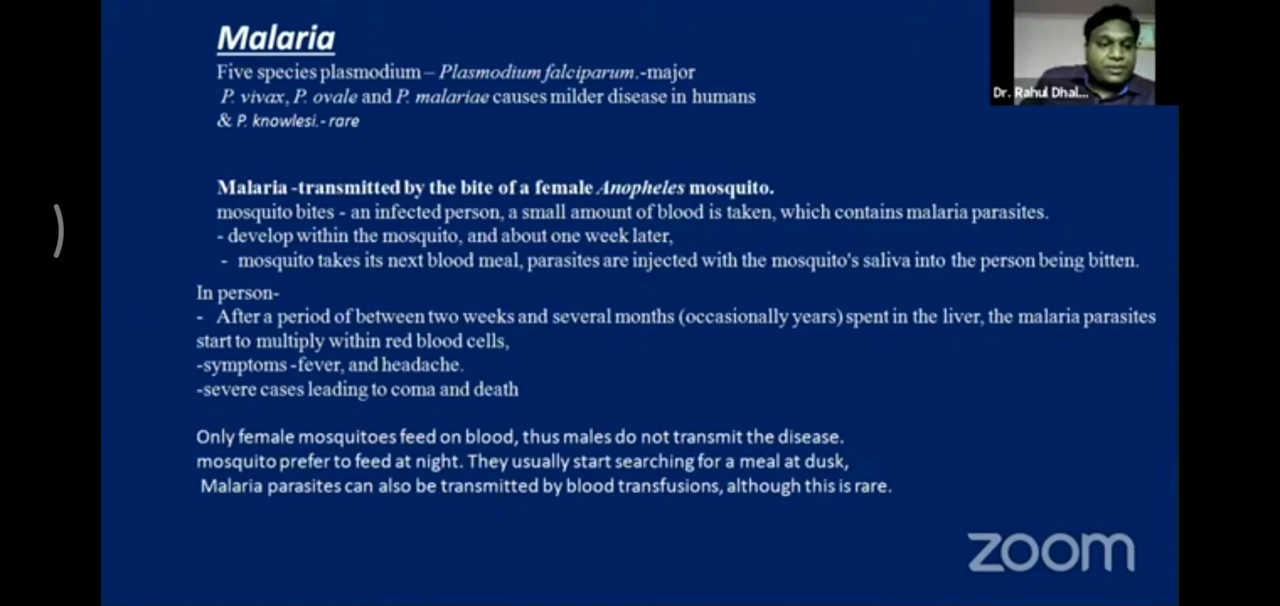 Malaria
Five species plasmodium – Plasmodium falciparum.-major
P. vivax, P. ovale and P. malariae causes milder disease in humans
& P. knowlesi.- rare
Dr. Rahul Dhal...
Malaria -transmitted by the bite of a female Anopheles mosquito.
mosquito bites - an infected person, a small amount of blood is taken, which contains malaria parasites.
- develop within the mosquito, and about one week later,
- mosquito takes its next blood meal, parasites are injected with the mosquito's saliva into the person being bitten.
In person-
- After a period of between two weeks and several months (occasionally years) spent in the liver, the malaria parasites
start to multiply within red blood cells,
-symptoms -fever, and headache.
-severe cases leading to coma and death
Only female mosquitoes feed on blood, thus males do not transmit the disease.
mosquito prefer to feed at night. They usually start searching for a meal at dusk,
Malaria parasites can also be transmitted by blood transfusions, although this is rare.
zoom